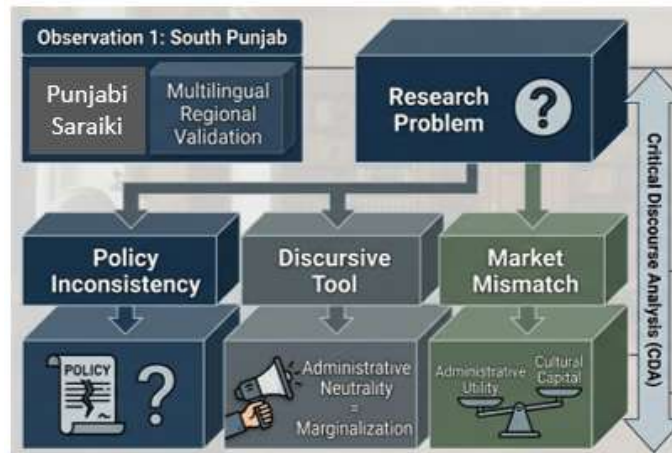 Observation 1: South Punjab
Punjabi
Saraiki
Multilingual
Regional
Validation
Research
Problem
?
Policy
Inconsistency
Discursive
Tool
Market
Mismatch
POLICY
?
Administrative
Neutrality
=
Marginalization
Administrative
Utility
Cultural
Capital
Critical Discourse Analysis (CDA)